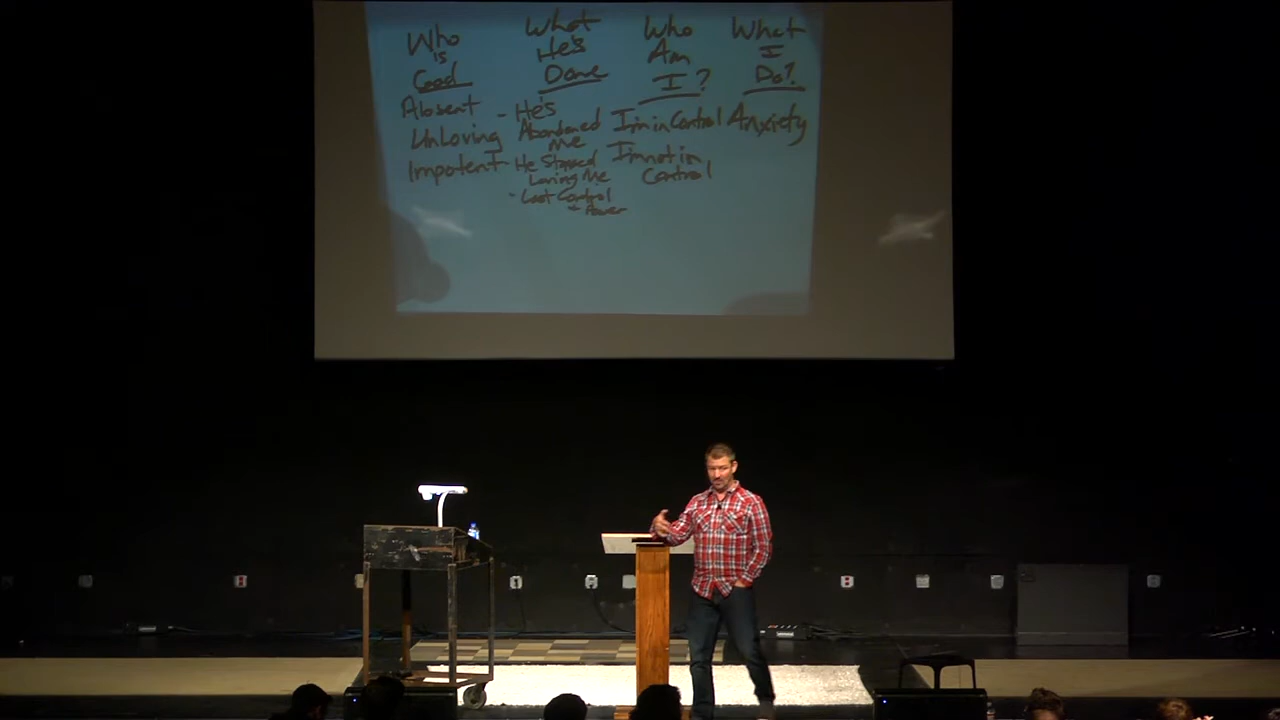 Who
is
God
Absent
UnLoving
Impotent
What
He's
Done
- He's
Abandoned
Me
- He Stopped
Loving Me
- Lost Control
+ Power
Who
Am
I?
I'm in Control
I'm not in
Control
What
I
Do?
Anxiety